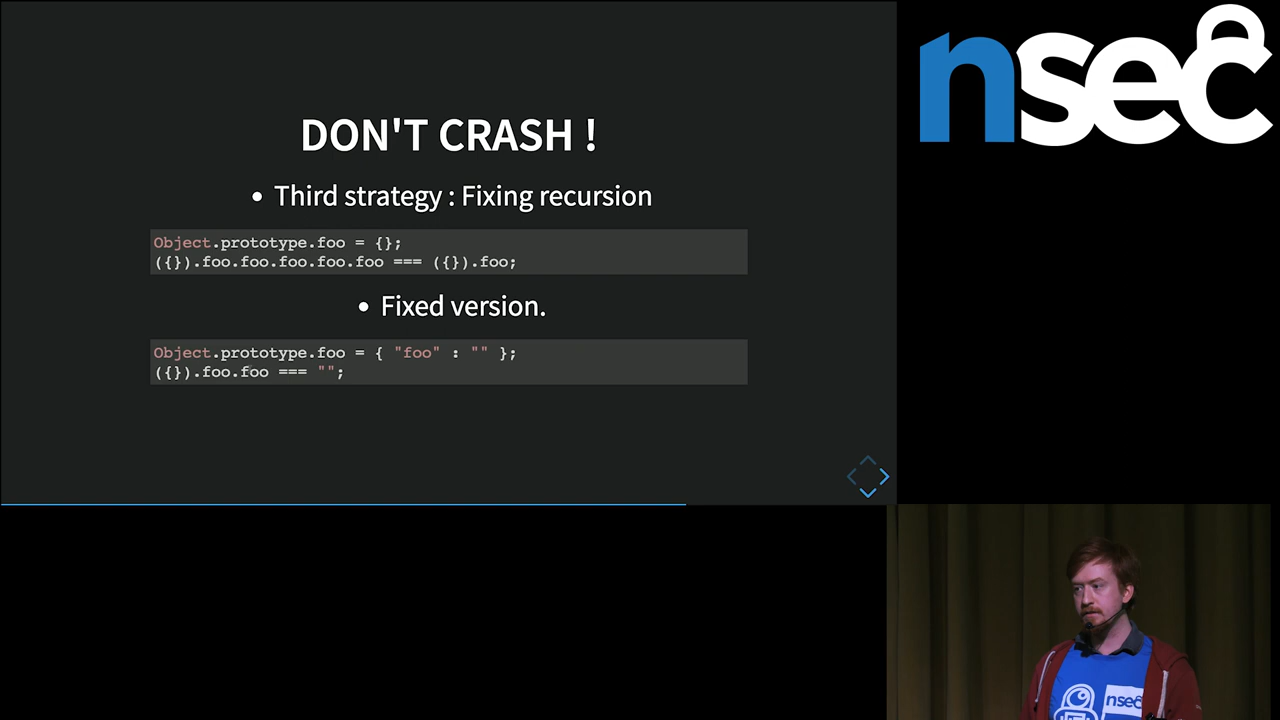 nsec
DON'T CRASH !
• Third strategy : Fixing recursion
Object.prototype.foo = {};
({}).foo.foo.foo.foo.foo === ({}).foo;
• Fixed version.
Object.prototype.foo = { "foo" : "" };
({}).foo.foo === "";
nsec